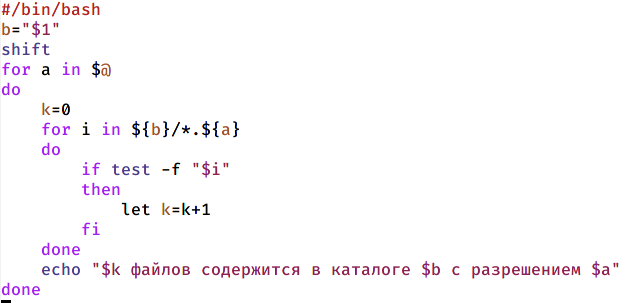 #/bin/bash
b="$1"
shift
for a in $@
do
    k=0
    for i in ${b}/*.${a}
    do
        if test -f "$i"
        then
            let k=k+1
        fi
    done
    echo "$k файлов содержится в каталоге $b с разрешением $a"
done